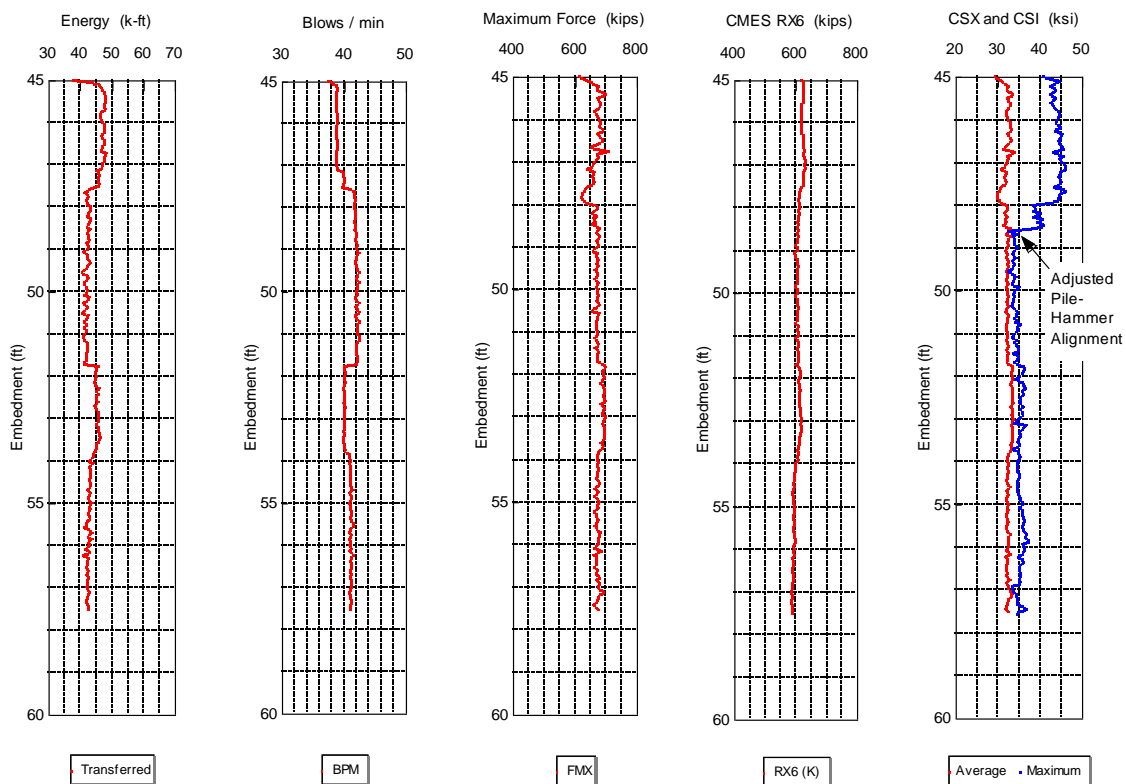 Energy (k-ft)
30 40 50 60 70
45
50
55
60
Embedment (ft)
Transferred
Blows / min
30 40 50
45
50
55
60
Embedment (ft)
BPM
Maximum Force (kips)
400 600 800
45
50
55
60
Embedment (ft)
FMX
CMES RX6 (kips)
400 600 800
45
50
55
60
Embedment (ft)
RX6 (K)
CSX and CSI (ksi)
20 30 40 50
45
50
55
60
Embedment (ft)
Adjusted
Pile-
Hammer
Alignment
Average Maximum